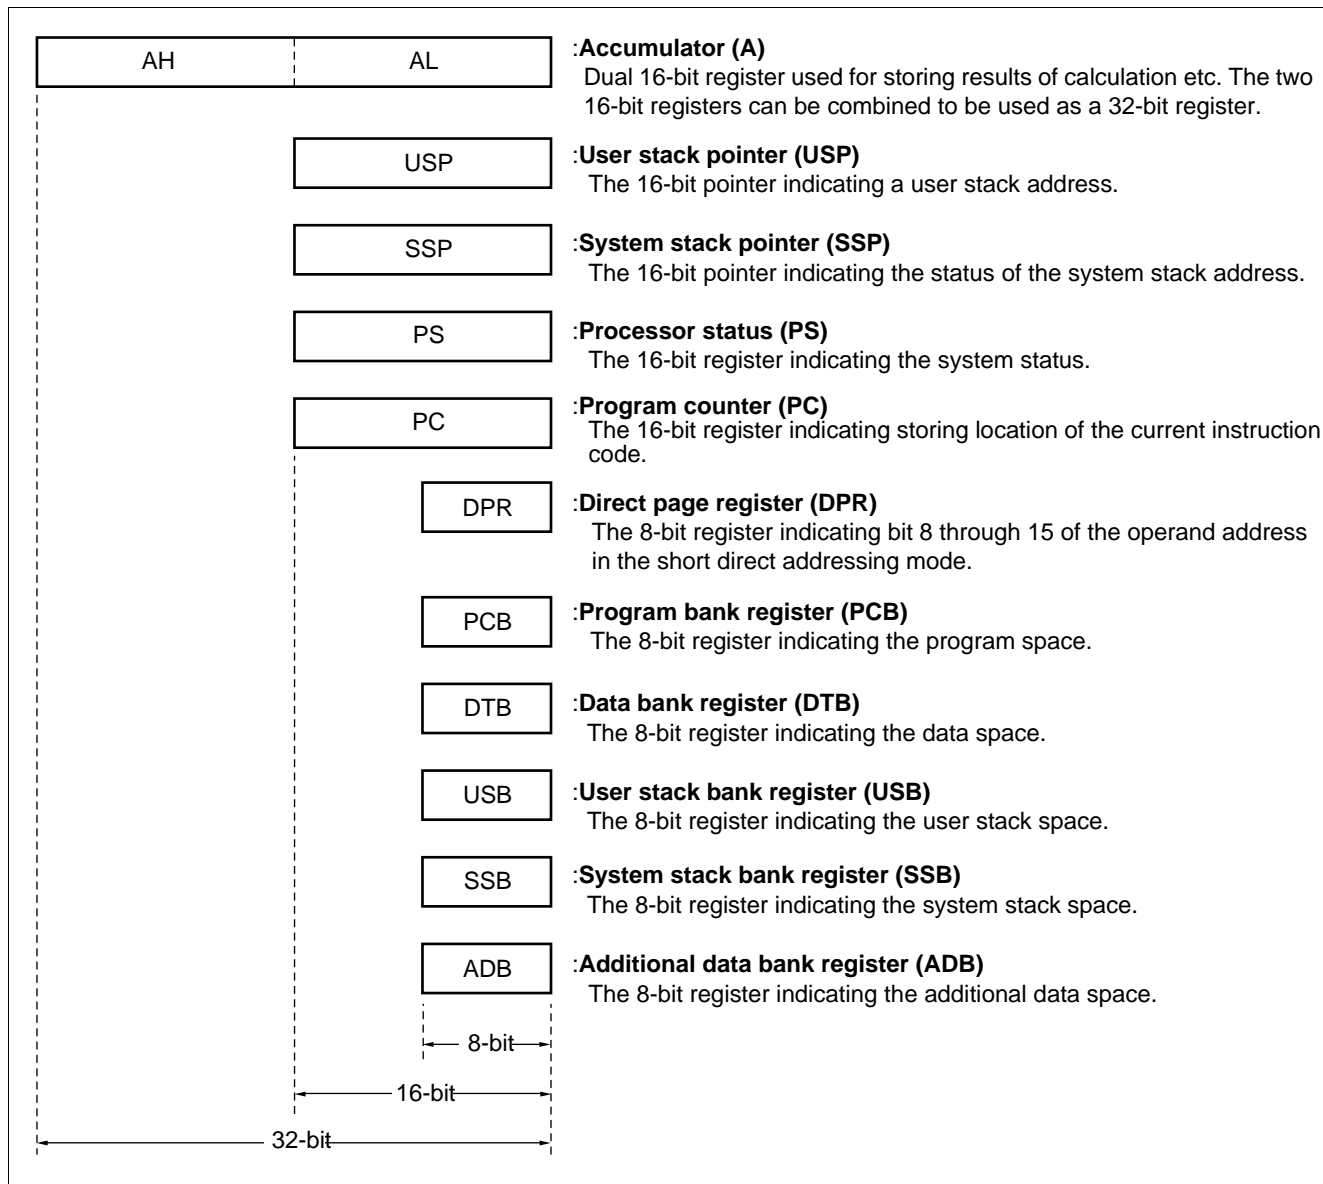 AH AL :Accumulator (A)
Dual 16-bit register used for storing results of calculation etc. The two
16-bit registers can be combined to be used as a 32-bit register.
USP :User stack pointer (USP)
The 16-bit pointer indicating a user stack address.
SSP :System stack pointer (SSP)
The 16-bit pointer indicating the status of the system stack address.
PS :Processor status (PS)
The 16-bit register indicating the system status.
PC :Program counter (PC)
The 16-bit register indicating storing location of the current instruction
code.
DPR :Direct page register (DPR)
The 8-bit register indicating bit 8 through 15 of the operand address
in the short direct addressing mode.
PCB :Program bank register (PCB)
The 8-bit register indicating the program space.
DTB :Data bank register (DTB)
The 8-bit register indicating the data space.
USB :User stack bank register (USB)
The 8-bit register indicating the user stack space.
SSB :System stack bank register (SSB)
The 8-bit register indicating the system stack space.
ADB :Additional data bank register (ADB)
The 8-bit register indicating the additional data space.
8-bit
16-bit
32-bit